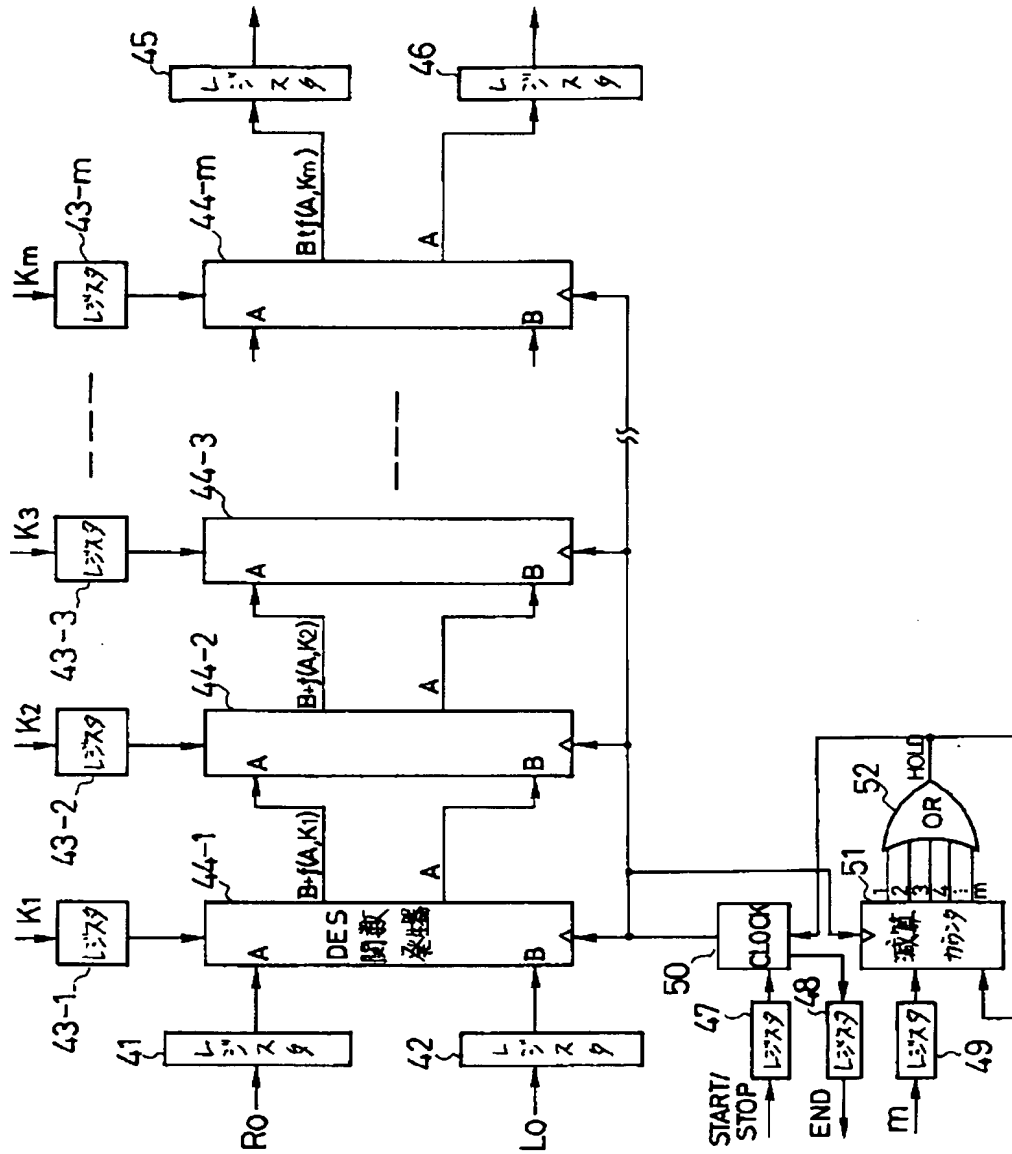 K1
K2
K3
Km
43-1
レジスタ
43-2
レジスタ
43-3
レジスタ
43-m
レジスタ
44-1
44-2
44-3
44-m
41
レジスタ
R0
A
DES
関数
発生器
B
B+f(A,K1)
A
A
B
B+f(A,K2)
A
A
B
A
B
B+f(A,Km)
A
45
レジスタ
46
レジスタ
42
レジスタ
L0
START/
STOP
47
レジスタ
50
CLOCK
END
48
レジスタ
m
レジスタ
49
51
減算
カウンタ
1
2
3
4
⋮
m
52
OR
HOLD